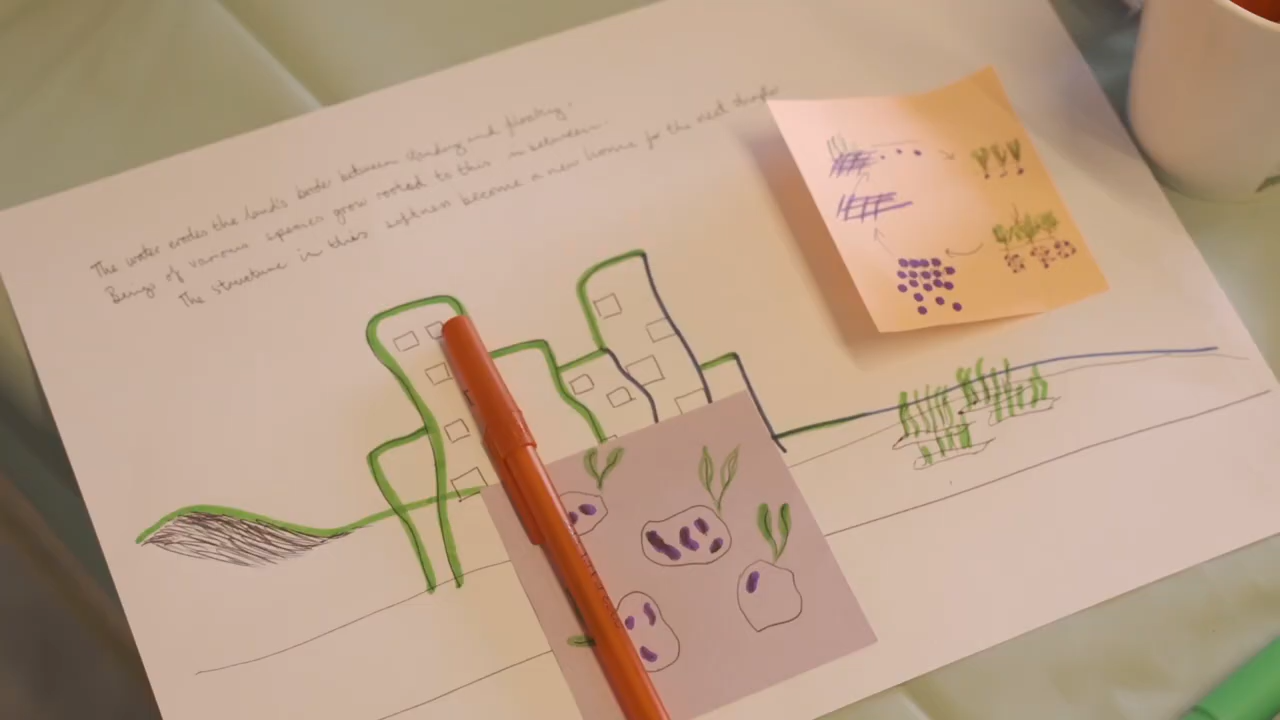 The water erodes the land's border between standing and floating.
Beings of various species grow rooted to this in between.
The structure in this softness become a new home for the next